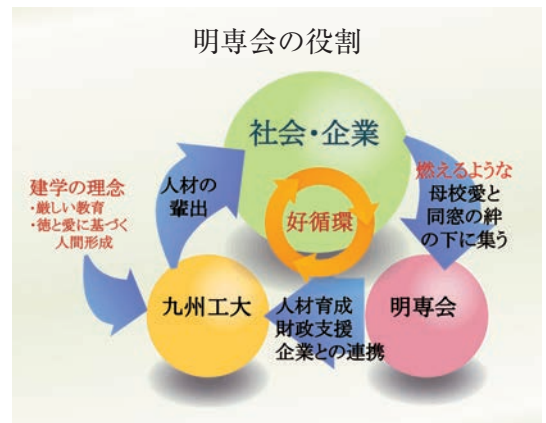 明専会の役割
社会・企業
建学の理念
・厳しい教育
・徳と愛に基づく
人間形成
人材の
輩出
好循環
燃えるような
母校愛と
同窓の絆
の下に集う
九州工大
人材育成
財政支援
企業との連携
明専会